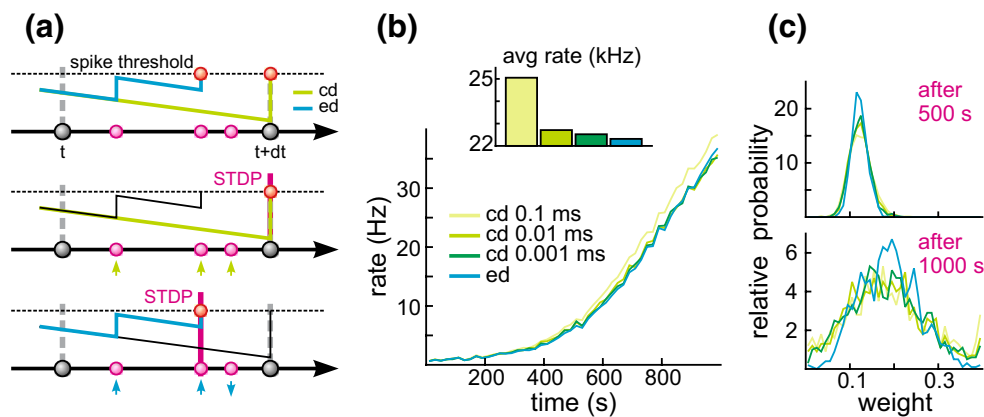 (a)
spike threshold
cd
ed
t
t+dt
STDP
STDP
(b)
avg rate (kHz)
25
22
rate (Hz)
30
20
10
cd 0.1 ms
cd 0.01 ms
cd 0.001 ms
ed
200
400
600
800
time (s)
(c)
relative probability
20
10
after
500 s
6
4
2
after
1000 s
0.1
0.3
weight